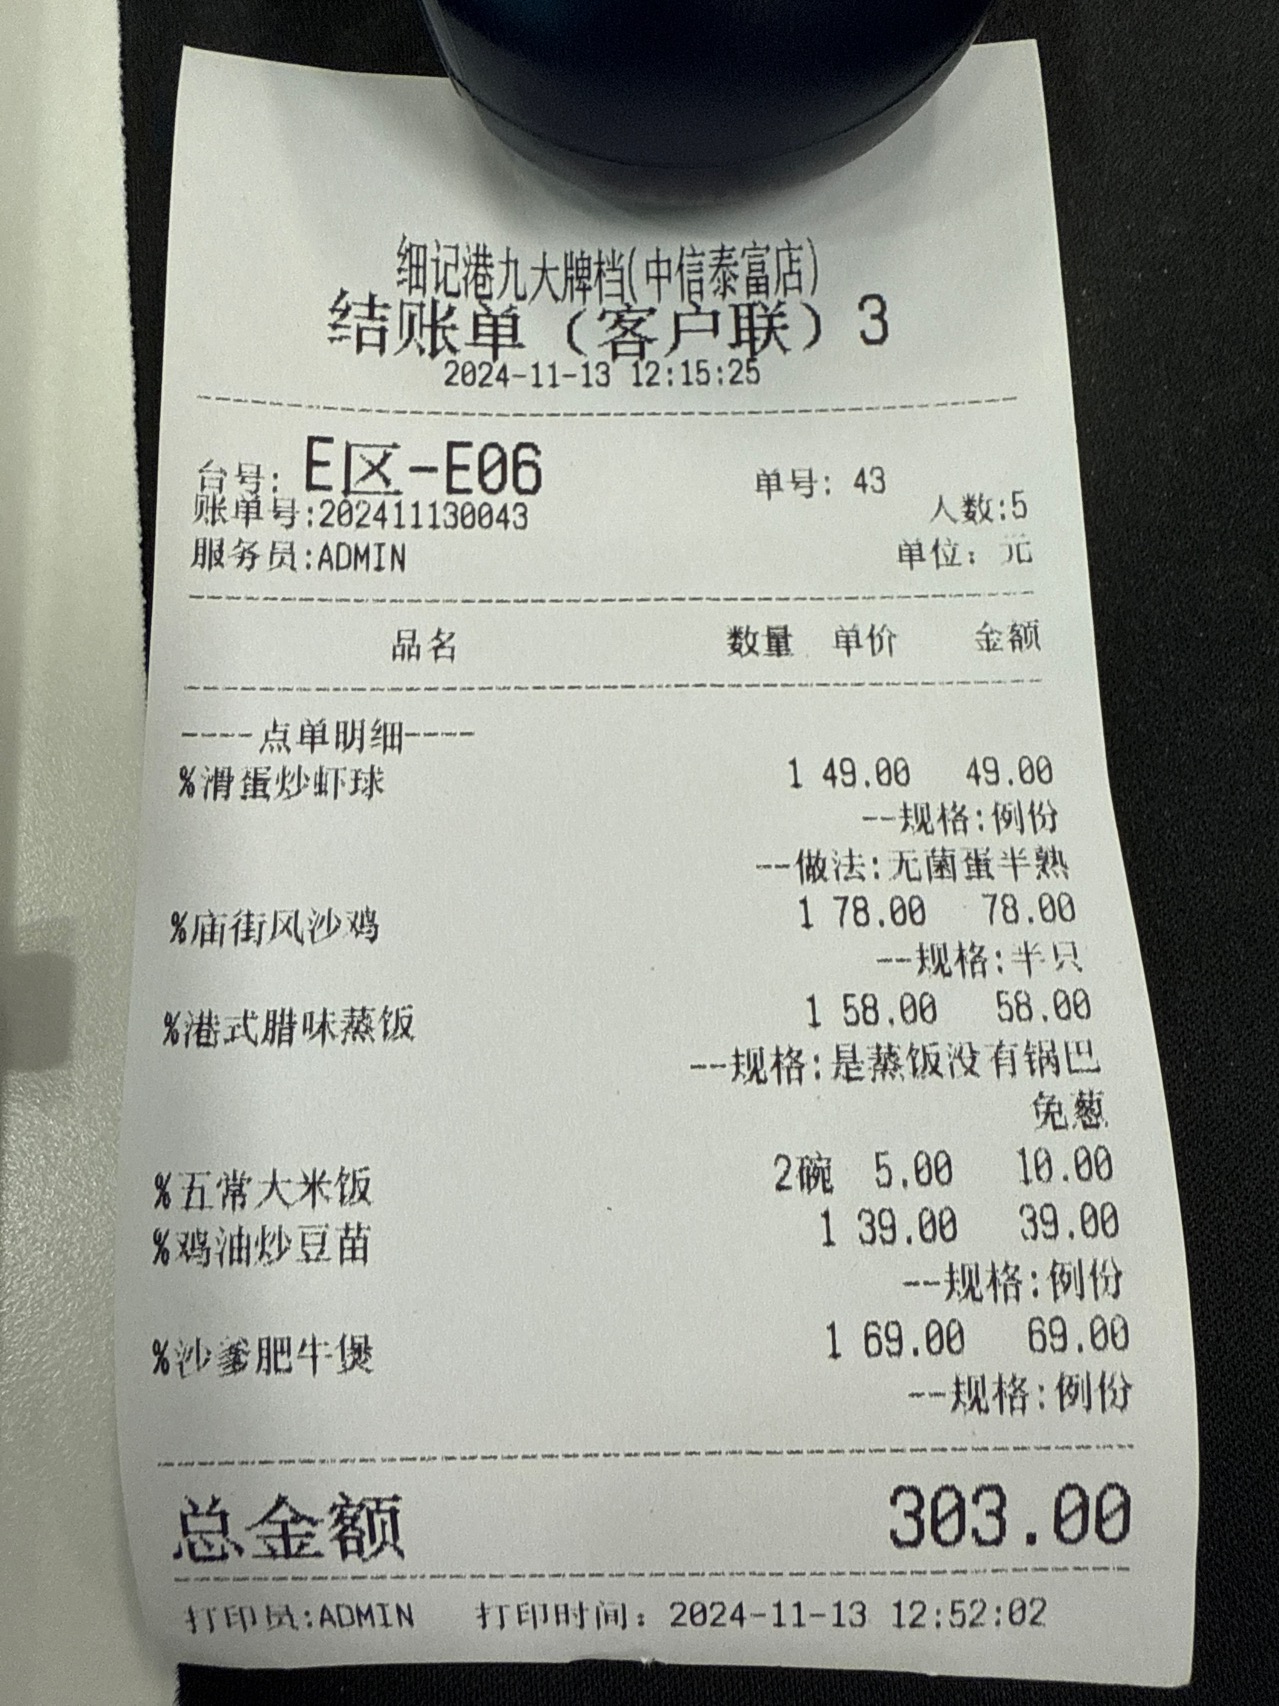 细记港九大牌档(中信泰富店)
结账单（客户联）3
2024-11-13 12:15:25
台号: E区-E06 单号: 43
账单号:202411130043 人数:5
服务员:ADMIN 单位: 元
品名 数量 单价 金额
----点单明细----
%滑蛋炒虾球 1 49.00 49.00
--规格:例份
--做法:无菌蛋半熟
%庙街风沙鸡 1 78.00 78.00
--规格:半只
%港式腊味蒸饭 1 58.00 58.00
--规格:是蒸饭没有锅巴
免葱
%五常大米饭 2碗 5.00 10.00
%鸡油炒豆苗 1 39.00 39.00
--规格:例份
%沙爹肥牛煲 1 69.00 69.00
--规格:例份
总金额 303.00
打印员:ADMIN 打印时间: 2024-11-13 12:52:02